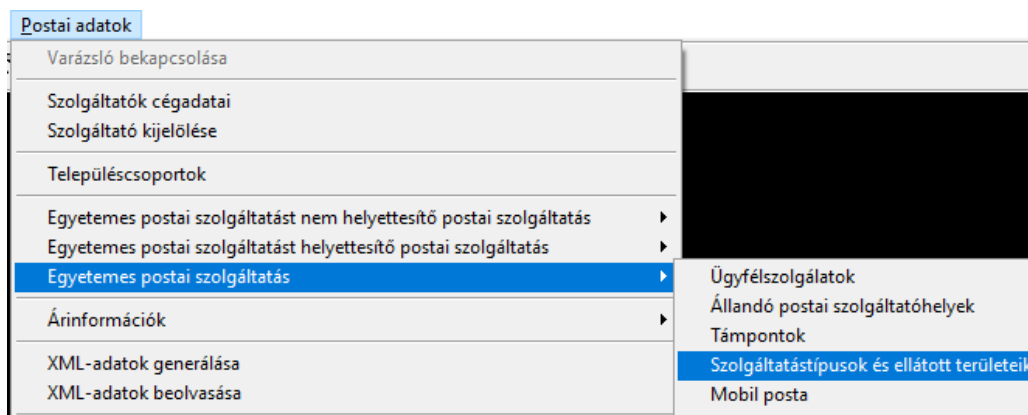 Postai adatok
Varázsló bekapcsolása
Szolgáltatók cégadatai
Szolgáltató kijelölése
Településcsoportok
Egyetemes postai szolgáltatást nem helyettesítő postai szolgáltatás
Egyetemes postai szolgáltatást helyettesítő postai szolgáltatás
Egyetemes postai szolgáltatás
Árinformációk
XML-adatok generálása
XML-adatok beolvasása
Ügyfélszolgálatok
Állandó postai szolgáltatóhelyek
Támpontok
Szolgáltatástípusok és ellátott területeik
Mobil posta